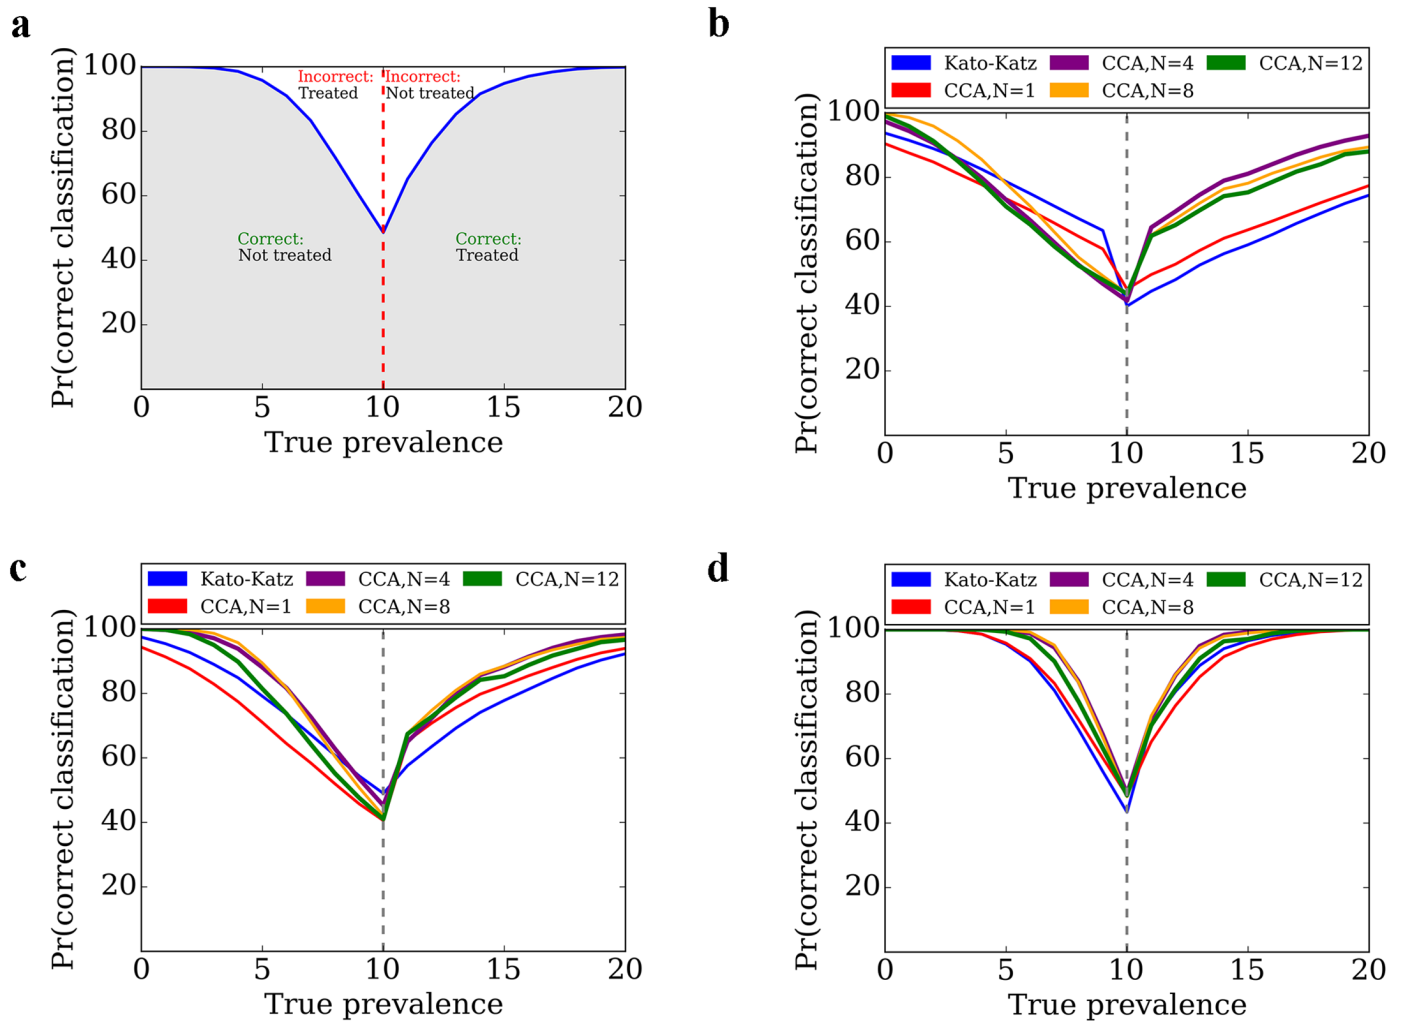 a
Pr(correct classification)
100
80
60
40
20
Incorrect:
Treated
Incorrect:
Not treated
Correct:
Not treated
Correct:
Treated
0 5 10 15 20
True prevalence
b
Kato-Katz CCA,N=4 CCA,N=12
CCA,N=1 CCA,N=8
Pr(correct classification)
100
80
60
40
20
0 5 10 15 20
True prevalence
c
Kato-Katz CCA,N=4 CCA,N=12
CCA,N=1 CCA,N=8
Pr(correct classification)
100
80
60
40
20
0 5 10 15 20
True prevalence
d
Kato-Katz CCA,N=4 CCA,N=12
CCA,N=1 CCA,N=8
Pr(correct classification)
100
80
60
40
20
0 5 10 15 20
True prevalence